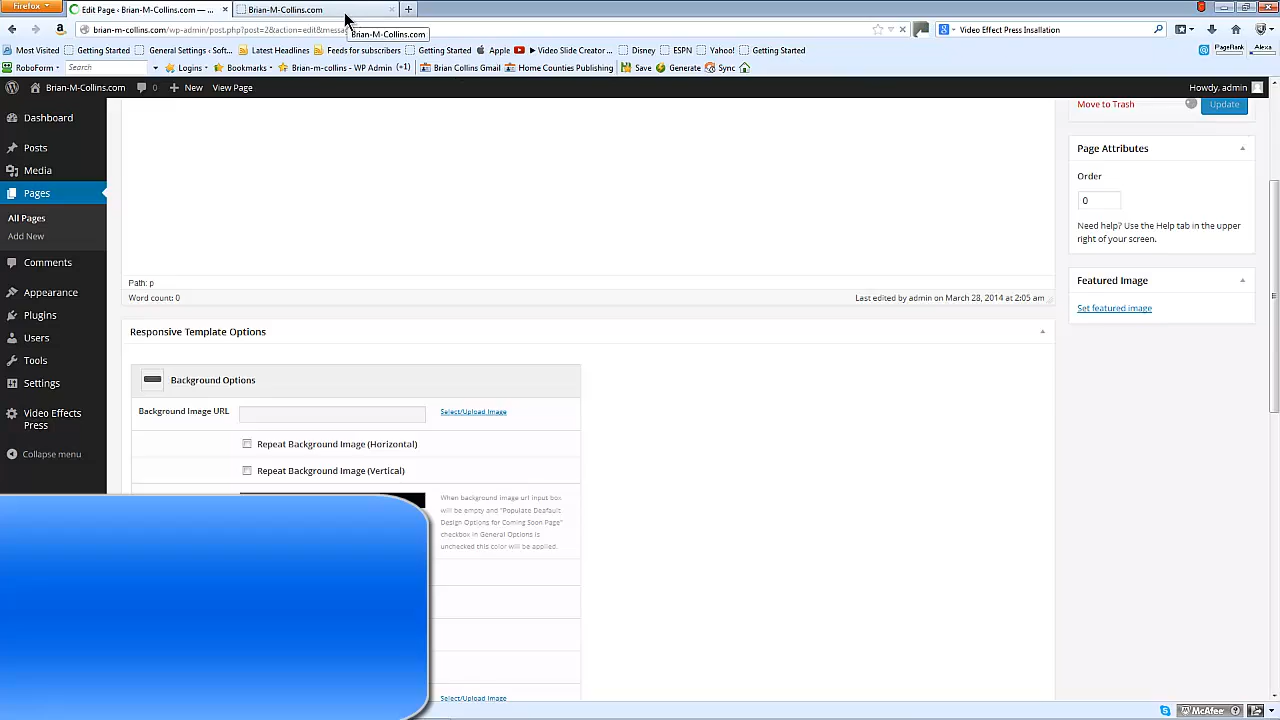 Firefox
Edit Page ‹ Brian-M-Collins.com — ...
Brian-M-Collins.com
brian-m-collins.com/wp-admin/post.php?post=2&action=edit&messa
Brian-M-Collins.com
Video Effect Press Insallation
Most Visited
Getting Started
General Settings ‹ Sout...
Latest Headlines
Feeds for subscribers
Getting Started
Apple
Video Slide Creator ...
Disney
ESPN
Yahoo!
Getting Started
PageRank
Alexa
RoboForm
Search
Logins
Bookmarks
Brian-m-collins - WP Admin (+1)
Brian Collins Gmail
Home Counties Publishing
Save
Generate
Sync
Brian-M-Collins.com
0
New
View Page
Howdy, admin
Dashboard
Posts
Media
Pages
All Pages
Add New
Comments
Appearance
Plugins
Users
Tools
Settings
Video Effects
Press
Collapse menu
Path: p
Word count: 0
Last edited by admin on March 28, 2014 at 2:05 am
Responsive Template Options
Background Options
Background Image URL
Select/Upload Image
Repeat Background Image (Horizontal)
Repeat Background Image (Vertical)
When background image url input box
will be empty and "Populate Deafault
Design Options for Coming Soon Page"
checkbox in General Options is
unchecked this color will be applied.
Select/Upload Image
Move to Trash
Update
Page Attributes
Order
0
Need help? Use the Help tab in the upper
right of your screen.
Featured Image
Set featured image
McAfee